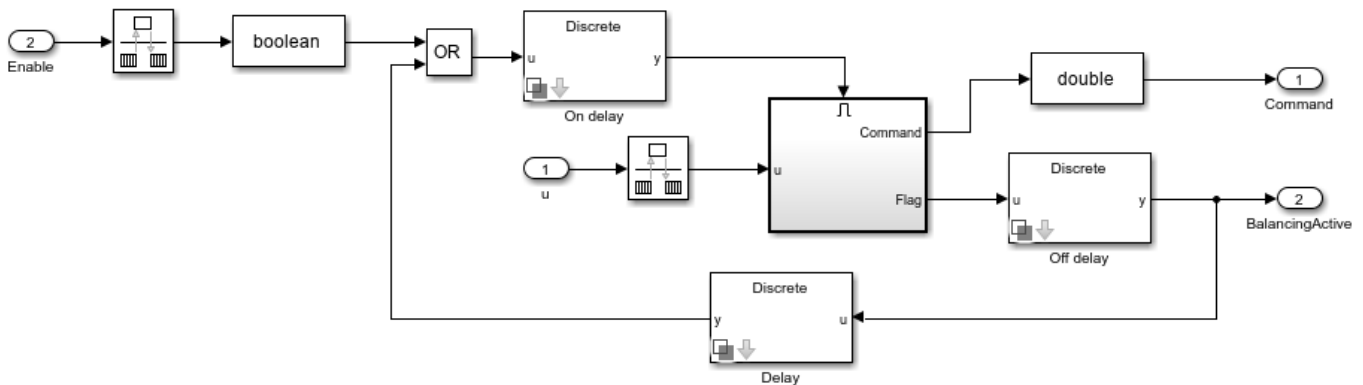 2
Enable
boolean
OR
Discrete
u
y
On delay
1
u
u
Command
Flag
double
1
Command
Discrete
u
y
Off delay
2
BalancingActive
Discrete
y
u
Delay